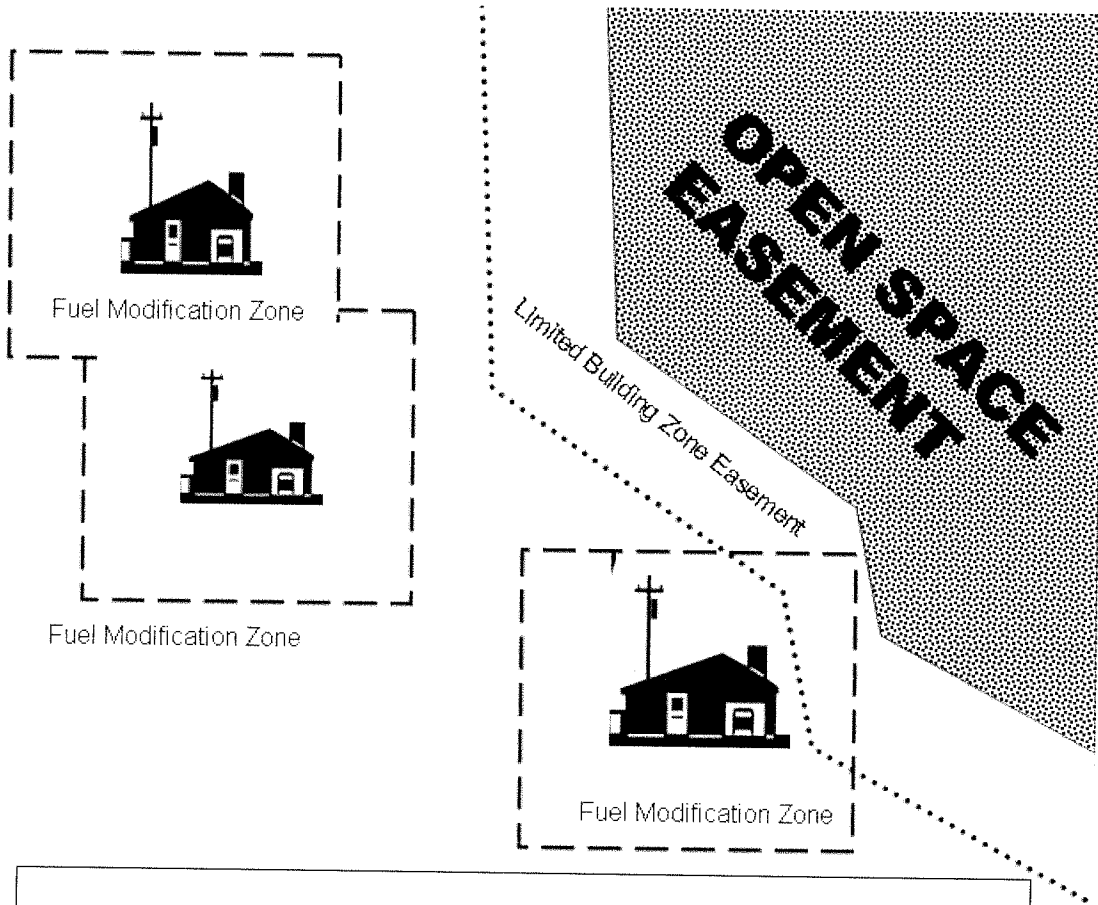 OPEN SPACE
EASEMENT
Fuel Modification Zone
Limited Building Zone Easement
Fuel Modification Zone
Fuel Modification Zone